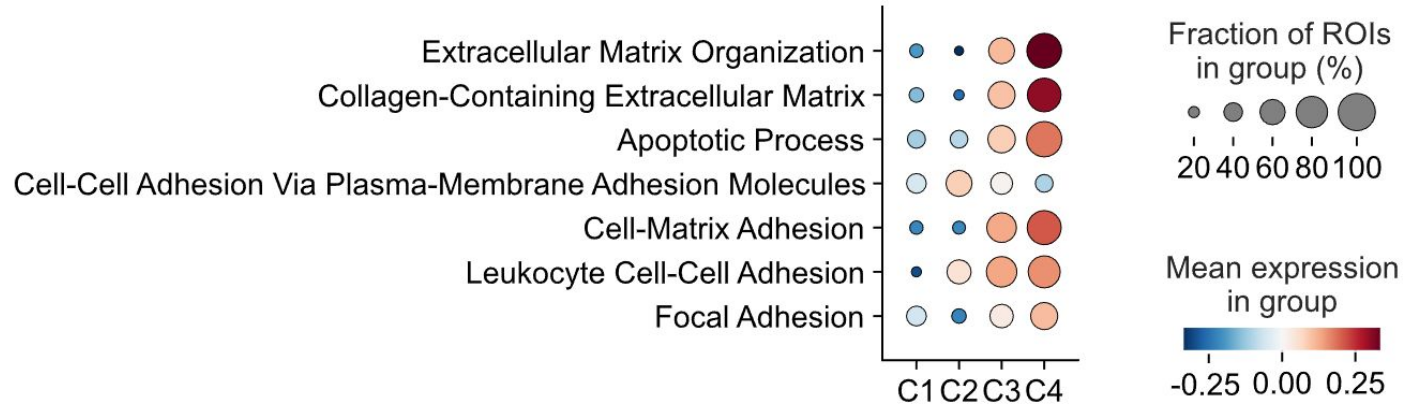 Extracellular Matrix Organization
Collagen-Containing Extracellular Matrix
Apoptotic Process
Cell-Cell Adhesion Via Plasma-Membrane Adhesion Molecules
Cell-Matrix Adhesion
Leukocyte Cell-Cell Adhesion
Focal Adhesion
C1 C2 C3 C4
Fraction of ROIs
in group (%)
20 40 60 80 100
Mean expression
in group
-0.25 0.00 0.25